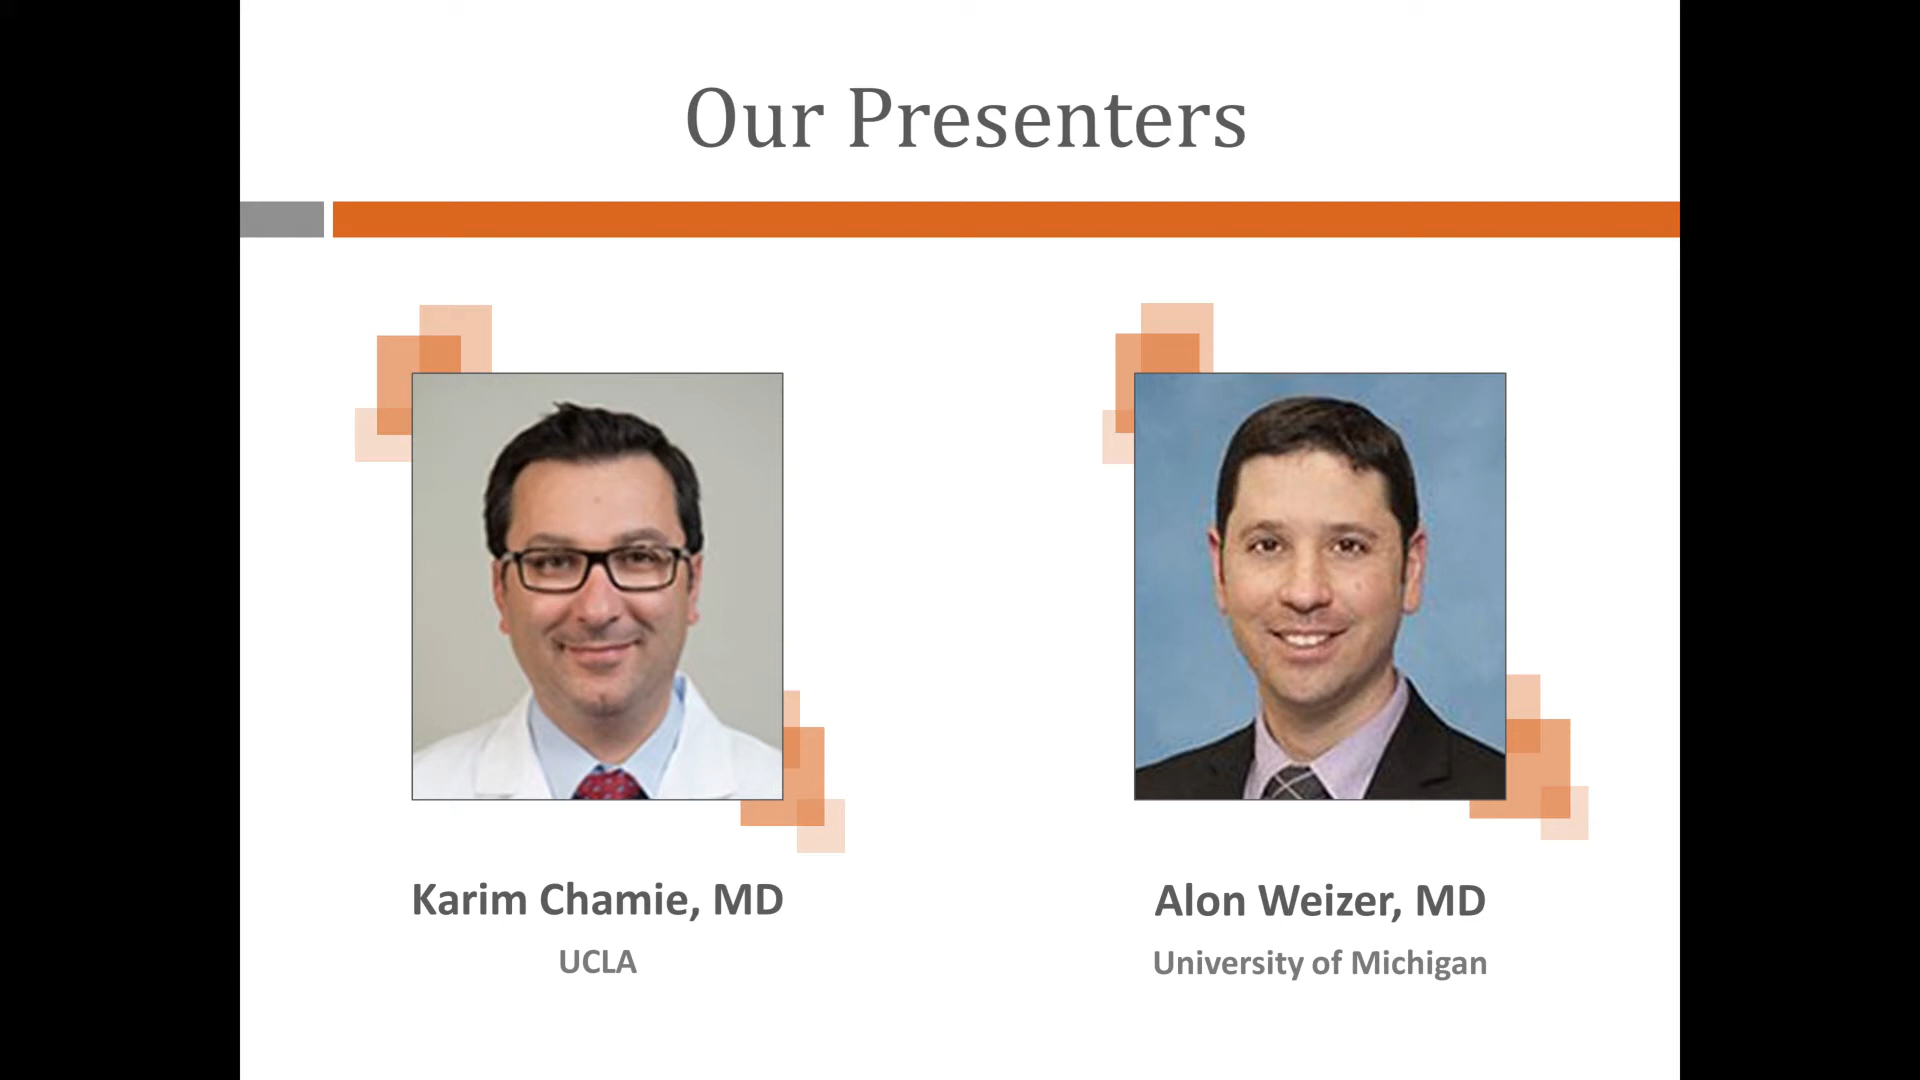 Our Presenters
Karim Chamie, MD
UCLA
Alon Weizer, MD
University of Michigan